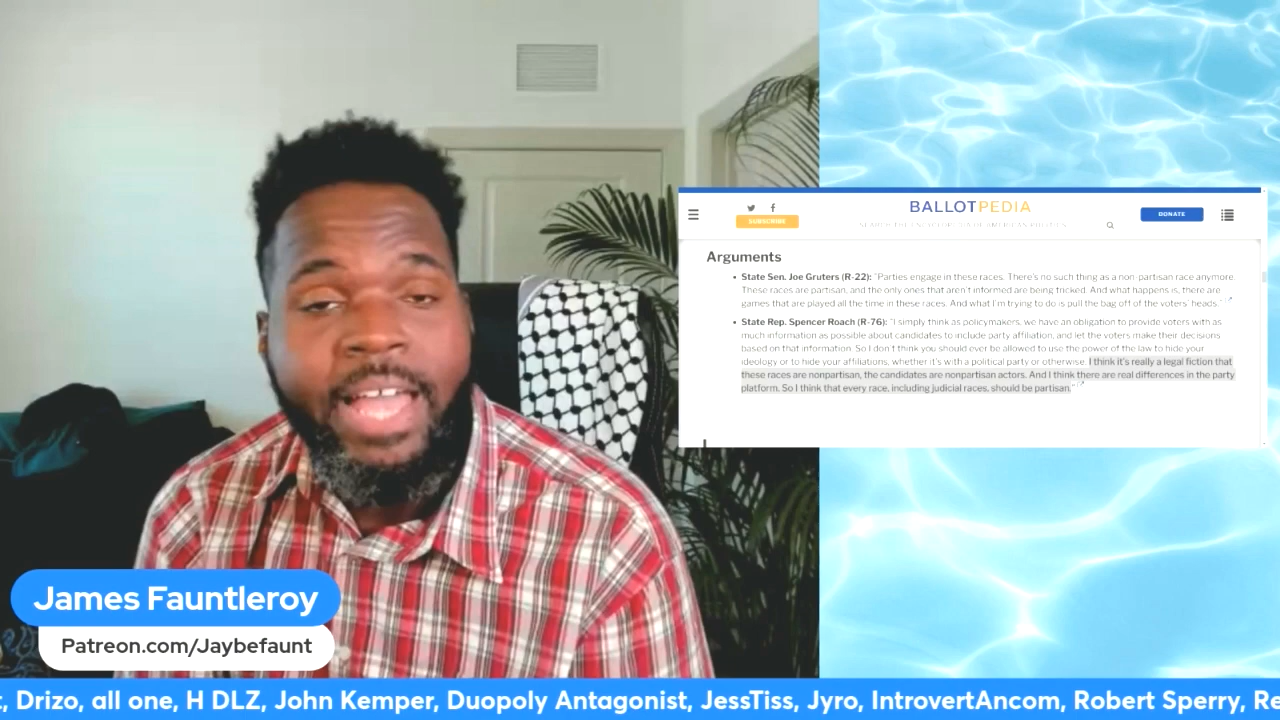 BALLOTPEDIA
SUBSCRIBE
DONATE
Arguments
State Sen. Joe Gruters (R-22): "Parties engage in these races. There's no such thing as a non-partisan race anymore.
These races are partisan, and the only ones that aren't informed are being tricked. And what happens is, there are
games that are played all the time in these races. And what I'm trying to do is pull the bag off of the voters' heads."
State Rep. Spencer Roach (R-76): "I simply think as policymakers, we have an obligation to provide voters with as
much information as possible about candidates to include party affiliation, and let the voters make their decisions
based on that information. So I don't think you should ever be allowed to use the power of the law to hide your
ideology or to hide your affiliations, whether it's with a political party or otherwise. I think it's really a legal fiction that
these races are nonpartisan, the candidates are nonpartisan actors. And I think there are real differences in the party
platform. So I think that every race, including judicial races, should be partisan."
James Fauntleroy
Patreon.com/Jaybefaunt
, Drizo, all one, H DLZ, John Kemper, Duopoly Antagonist, JessTiss, Jyro, IntrovertAncom, Robert Sperry, Re